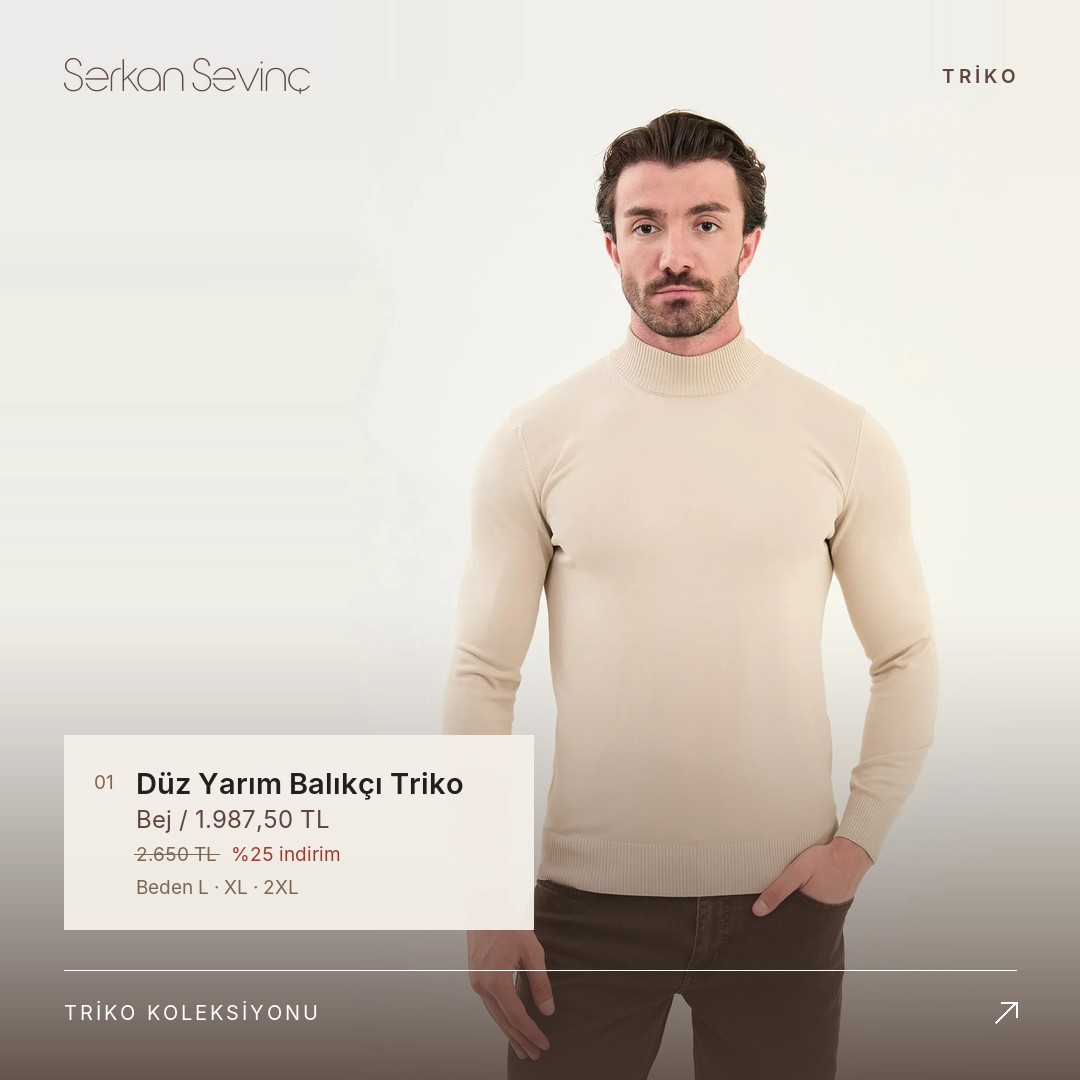 Serkan Sevinç
TRİKO
01 Düz Yarım Balıkçı Triko
Bej / 1.987,50 TL
2.650 TL %25 indirim
Beden L · XL · 2XL
TRİKO KOLEKSİYONU